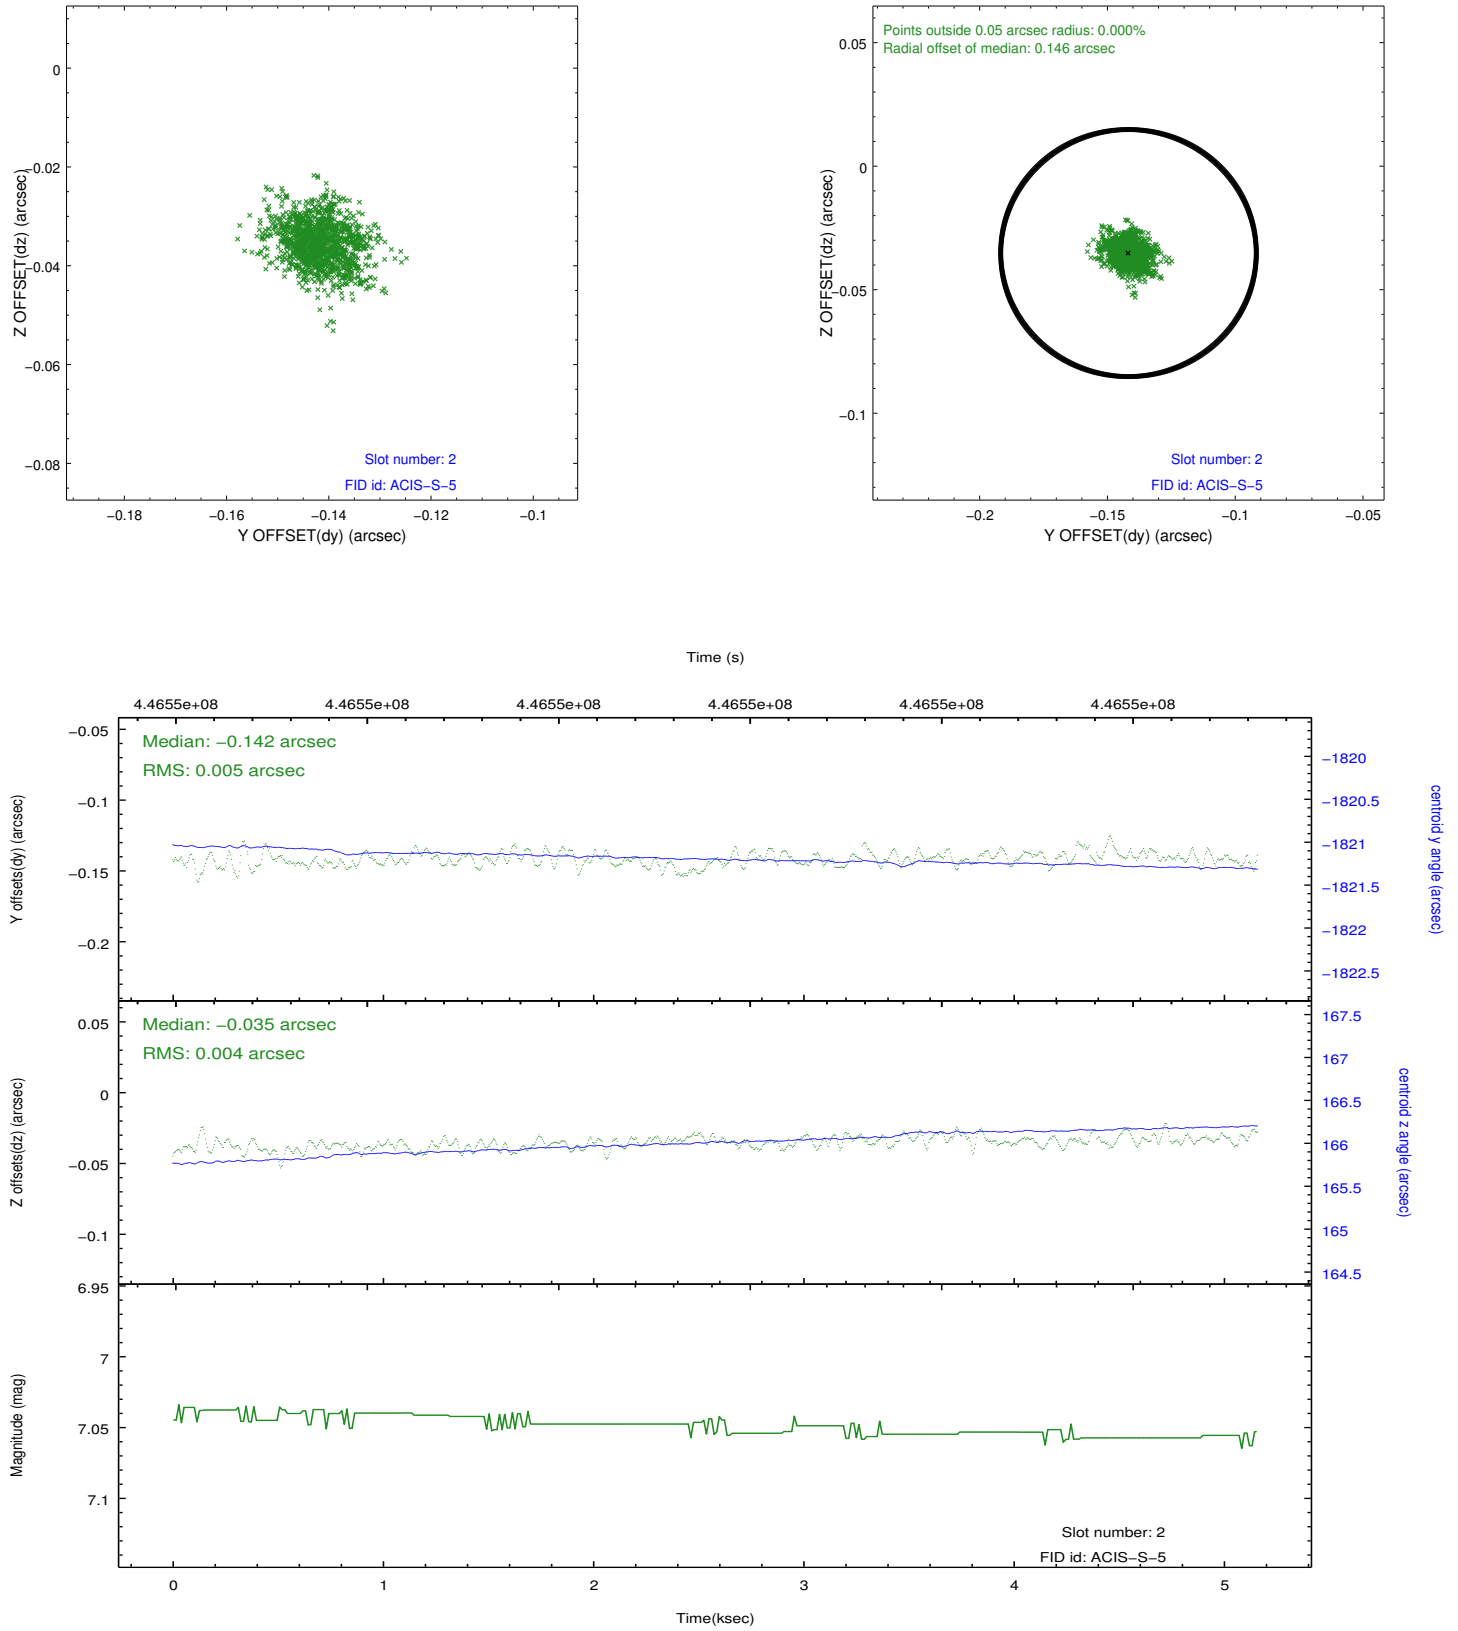 0
−0.02
−0.04
−0.06
−0.08
Z OFFSET(dz) (arcsec)
Slot number: 2
FID id: ACIS−S−5
−0.18 −0.16 −0.14 −0.12 −0.1
Y OFFSET(dy) (arcsec)
Points outside 0.05 arcsec radius: 0.000%
Radial offset of median: 0.146 arcsec
0.05
0
−0.05
−0.1
Z OFFSET(dz) (arcsec)
Slot number: 2
FID id: ACIS−S−5
−0.2 −0.15 −0.1 −0.05
Y OFFSET(dy) (arcsec)
Time (s)
4.4655e+08 4.4655e+08 4.4655e+08 4.4655e+08 4.4655e+08 4.4655e+08
Median: −0.142 arcsec
RMS: 0.005 arcsec
−0.05
−0.1
−0.15
−0.2
Y offsets(dy) (arcsec)
−1820
−1820.5
−1821
−1821.5
−1822
−1822.5
centroid y angle (arcsec)
Median: −0.035 arcsec
RMS: 0.004 arcsec
0.05
0
−0.05
−0.1
Z offsets(dz) (arcsec)
167.5
167
166.5
166
165.5
165
164.5
centroid z angle (arcsec)
6.95
7
7.05
7.1
Magnitude (mag)
Slot number: 2
FID id: ACIS−S−5
0 1 2 3 4 5
Time(ksec)